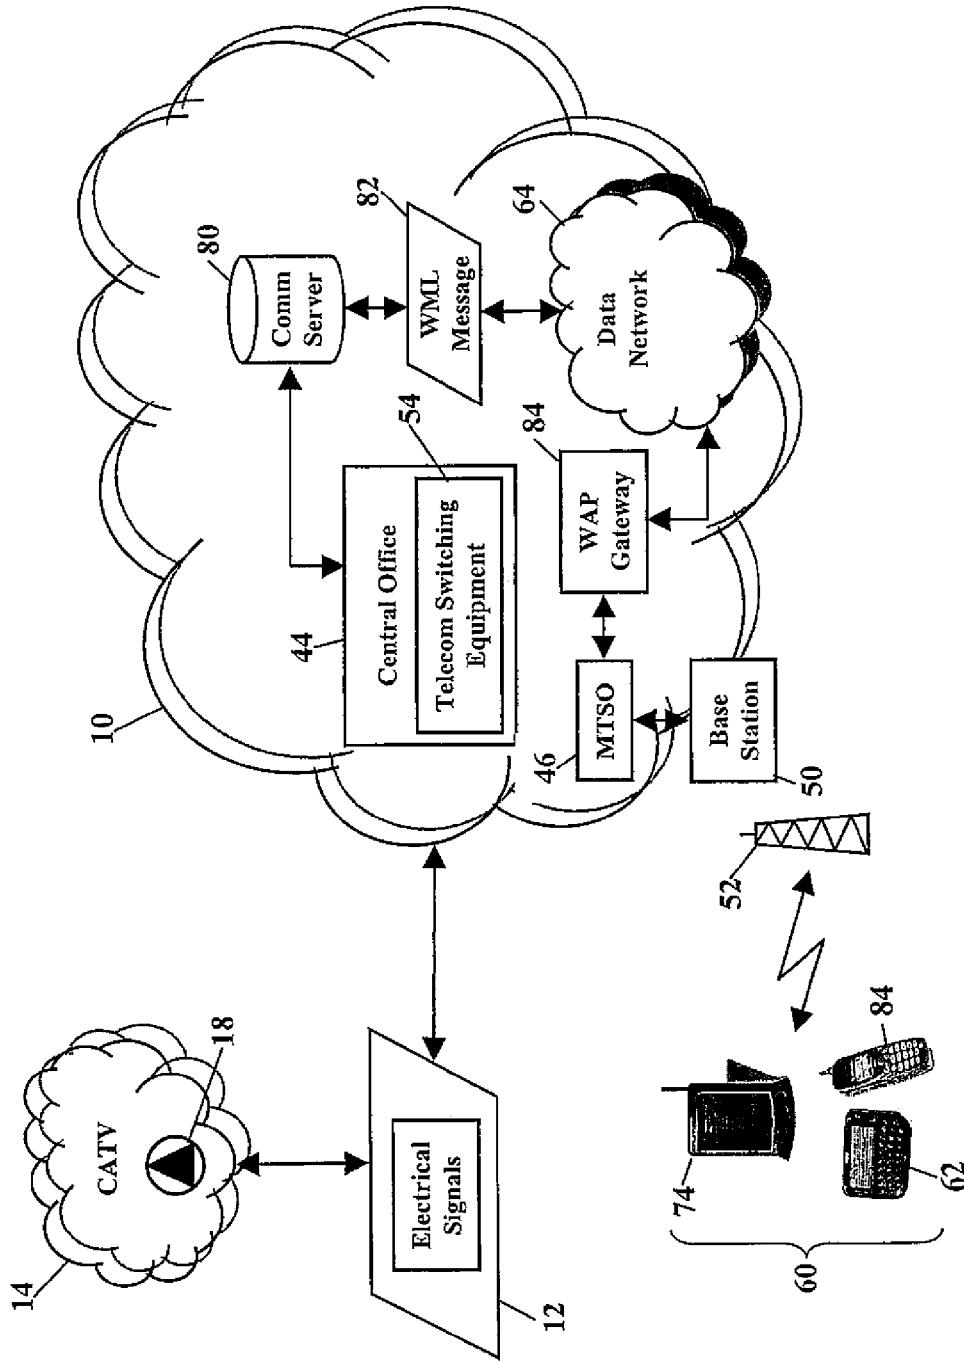 14
CATV
18
Electrical
Signals
12
10
44
Central Office
Telecom Switching
Equipment
54
80
Comm
Server
82
WML
Message
64
Data
Network
84
WAP
Gateway
46
MTSO
Base
Station
50
52
74
84
62
60